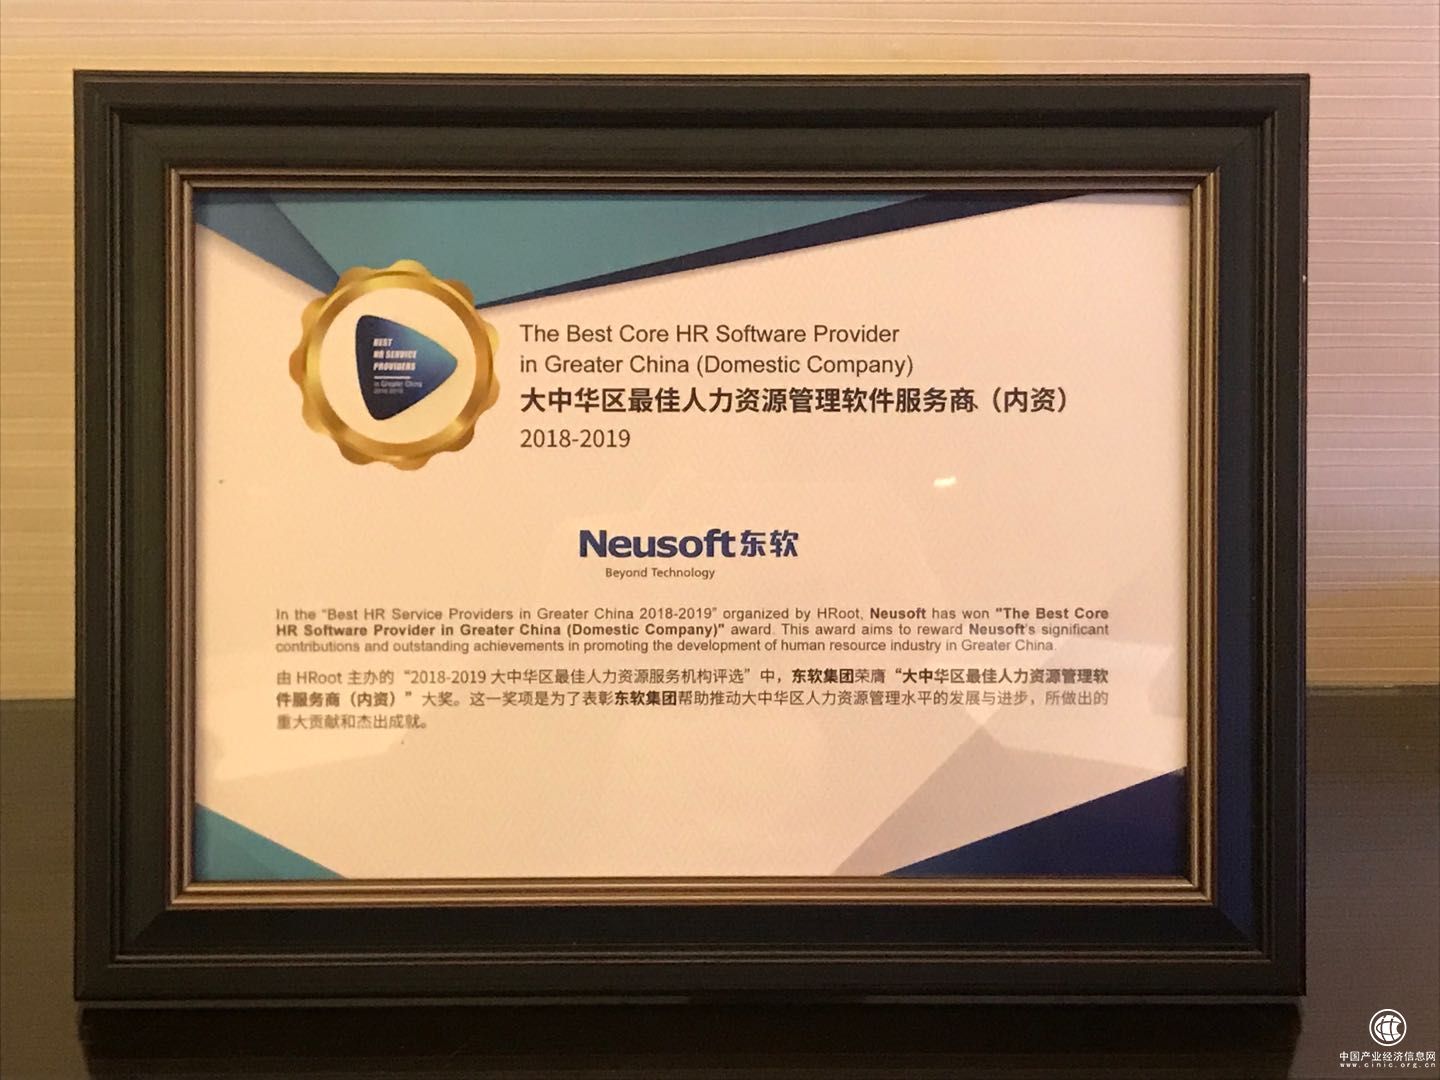 BEST
HR SERVICE
PROVIDERS
in Greater China
2018-2019
The Best Core HR Software Provider
in Greater China (Domestic Company)
大中华区最佳人力资源管理软件服务商（内资）
2018-2019
Neusoft东软
Beyond Technology
In the “Best HR Service Providers in Greater China 2018-2019” organized by HRoot, Neusoft has won "The Best Core
HR Software Provider in Greater China (Domestic Company)" award. This award aims to reward Neusoft's significant
contributions and outstanding achievements in promoting the development of human resource industry in Greater China.
由 HRoot 主办的“2018-2019 大中华区最佳人力资源服务机构评选”中，东软集团荣膺“大中华区最佳人力资源管理软
件服务商（内资）”大奖。这一奖项是为了表彰东软集团帮助推动大中华区人力资源管理水平的发展与进步，所做出的
重大贡献和杰出成就。
中国产业经济信息网
www.cinic.org.cn